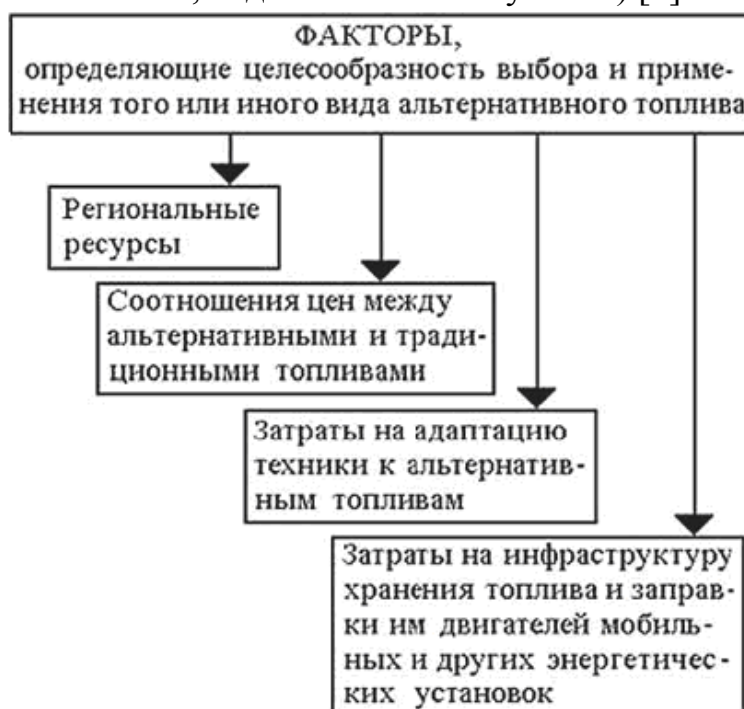 ФАКТОРЫ,
определяющие целесообразность выбора и приме-
нения того или иного вида альтернативного топлива
Региональные
ресурсы
Соотношения цен между
альтернативными и тради-
ционными топливами
Затраты на адаптацию
техники к альтернатив-
ным топливам
Затраты на инфраструктуру
хранения топлива и заправ-
ки им двигателей мобиль-
ных и других энергетичес-
ких установок